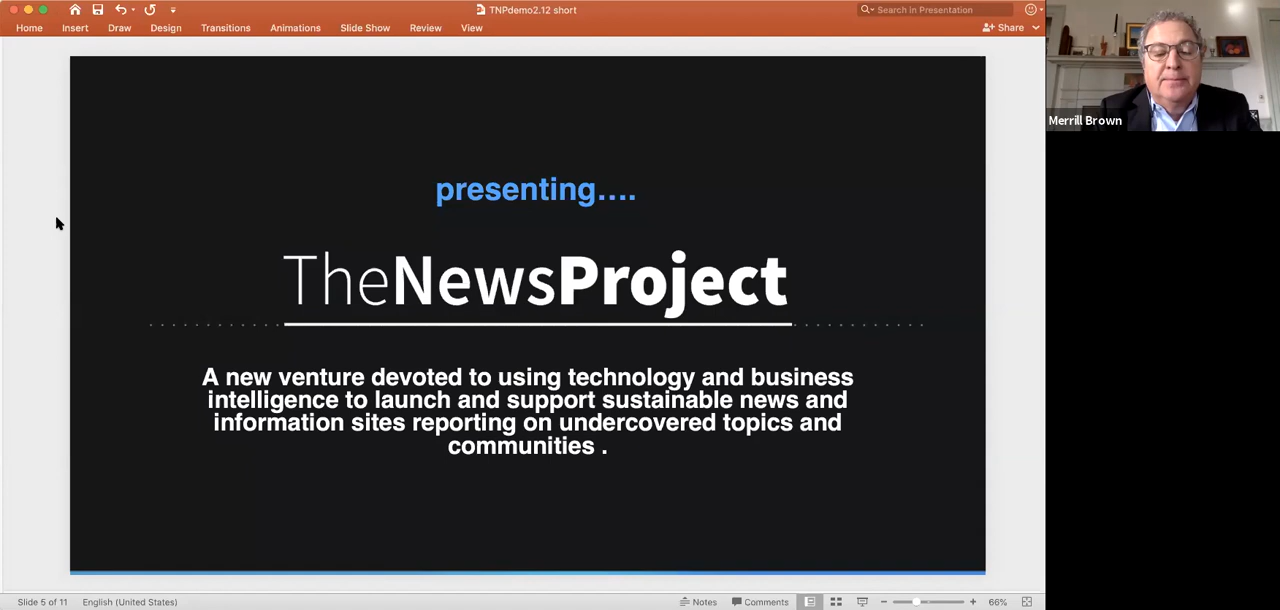 TNPdemo2.12 short
Search in Presentation
Home Insert Draw Design Transitions Animations Slide Show Review View Share
Merrill Brown
presenting....
TheNewsProject
A new venture devoted to using technology and business
intelligence to launch and support sustainable news and
information sites reporting on undercovered topics and
communities .
Slide 5 of 11 English (United States) Notes Comments 66%